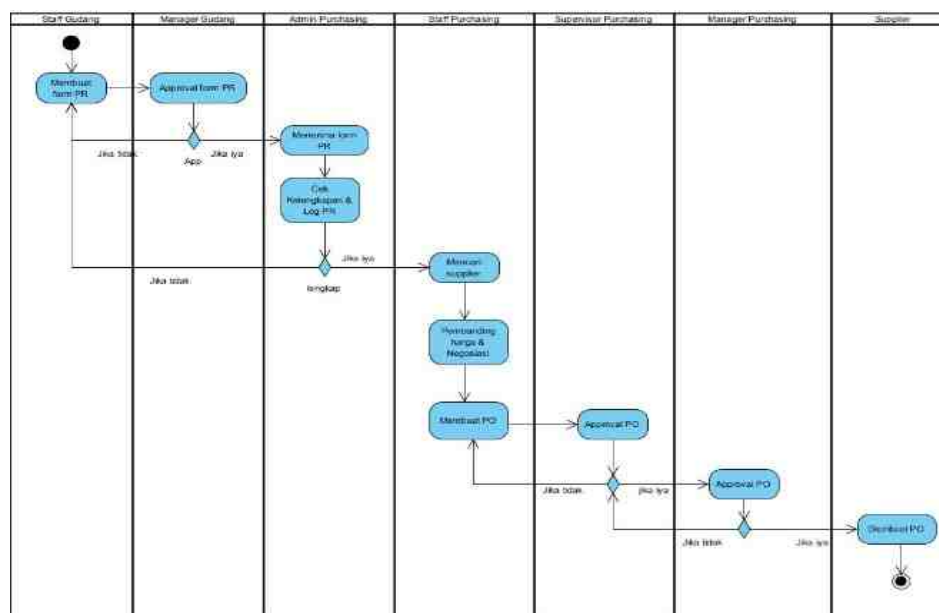 Staff Gudang
Manager Gudang
Admin Purchasing
Staff Purchasing
Supervisor Purchasing
Manager Purchasing
Supplier
Membuat
form PR
Approval form PR
Menerima form
PR
Jika tidak
App
Jika iya
Cek
Kelengkapan &
Log PR
Jika tidak
lengkap
Jika iya
Mencari
supplier
Pembanding
harga &
Negosiasi
Membuat PO
Approval PO
Jika tidak
jika iya
Approval PO
Jika tidak
Jika iya
PO